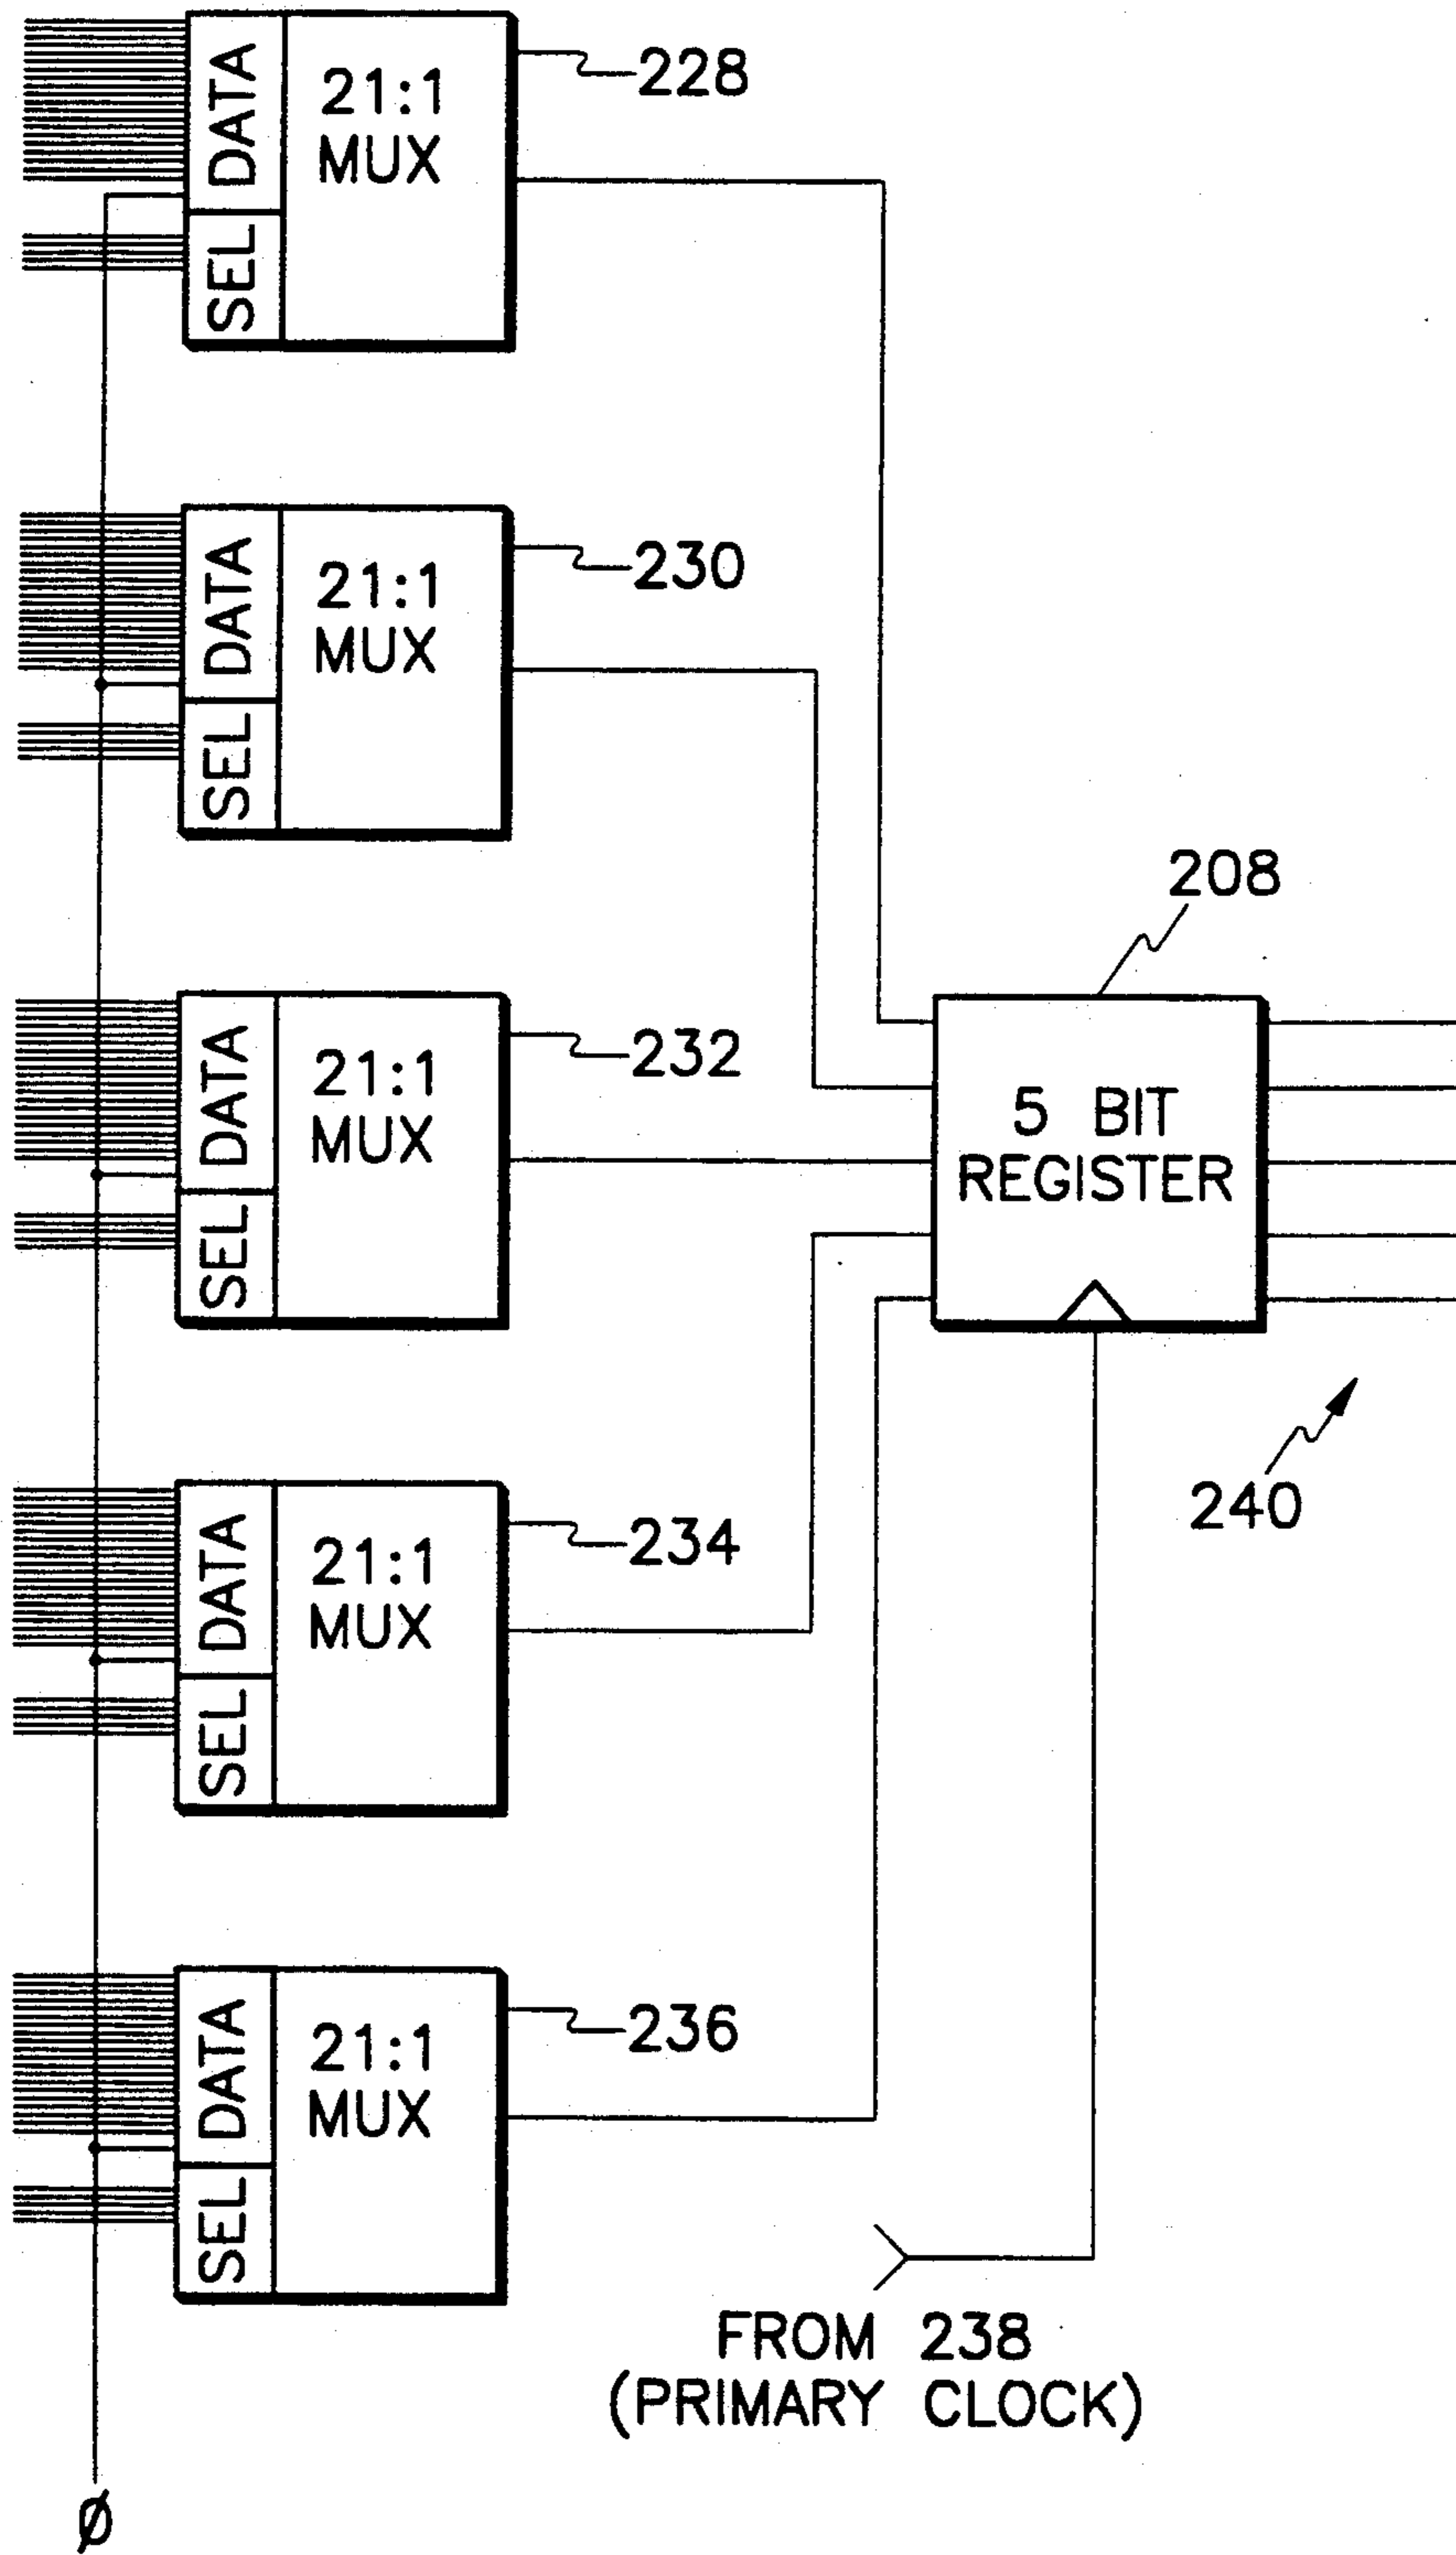 DATA
21:1
MUX
SEL
228
DATA
21:1
MUX
SEL
230
DATA
21:1
MUX
SEL
232
208
5 BIT
REGISTER
240
DATA
21:1
MUX
SEL
234
DATA
21:1
MUX
SEL
236
FROM 238
(PRIMARY CLOCK)
Ø